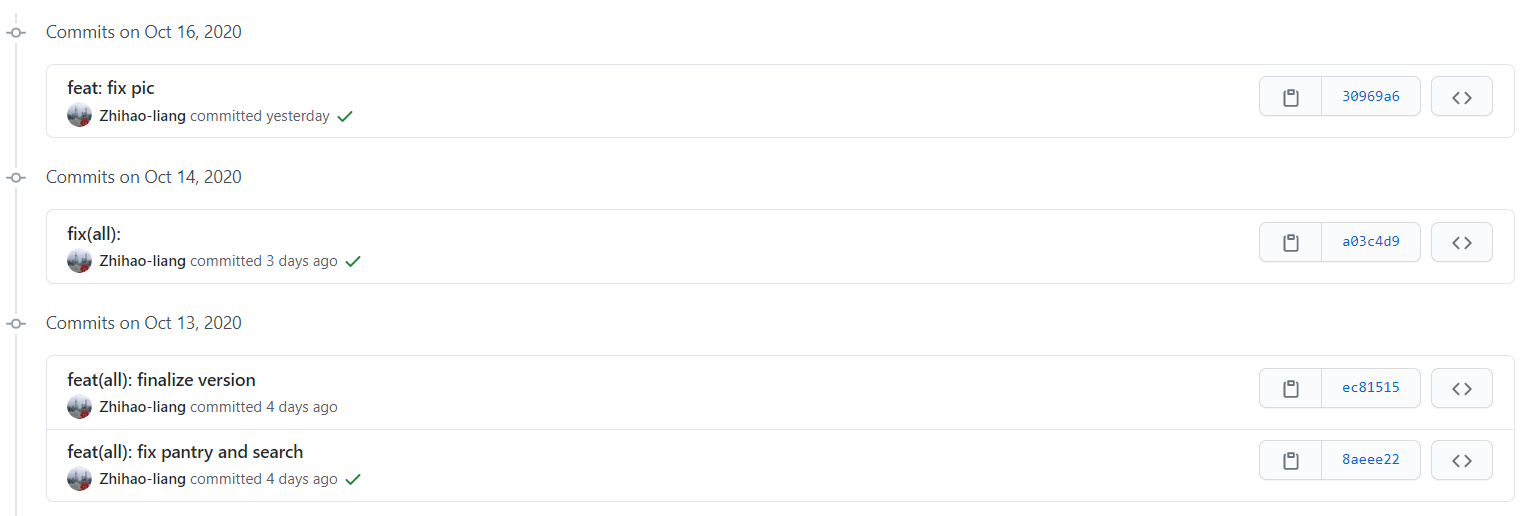 Commits on Oct 16, 2020
feat: fix pic
30969a6
Zhihao-liang committed yesterday
Commits on Oct 14, 2020
fix(all):
a03c4d9
Zhihao-liang committed 3 days ago
Commits on Oct 13, 2020
feat(all): finalize version
ec81515
Zhihao-liang committed 4 days ago
feat(all): fix pantry and search
8aeee22
Zhihao-liang committed 4 days ago